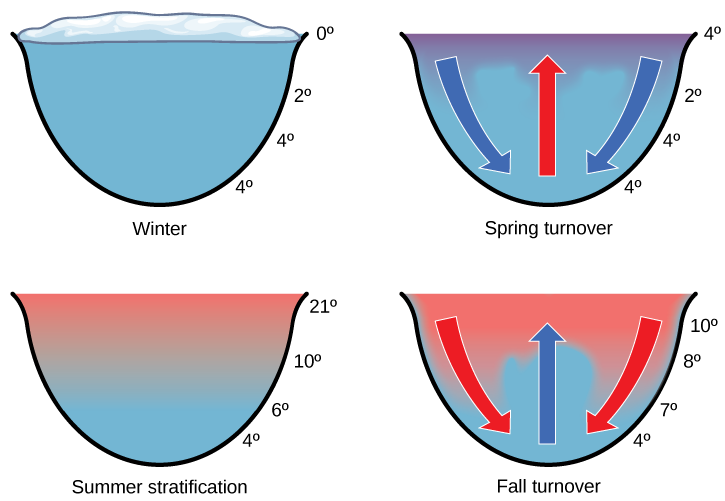 0º
2º
4º
4º
Winter
4º
2º
4º
4º
Spring turnover
21º
10º
6º
4º
Summer stratification
10º
8º
7º
4º
Fall turnover